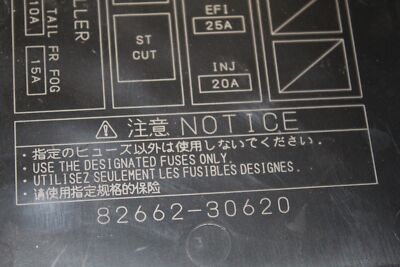 LLER
10A
TAIL FR FOG
15A
ST
CUT
EFI
25A
INJ
20A
注意 NOTICE
・指定のヒューズ以外は使用しないでください.
・USE THE DESIGNATED FUSES ONLY.
・UTILISEZ SEULEMENT LES FUSIBLES DESIGNES.
・请使用指定规格的保险
82662-30620